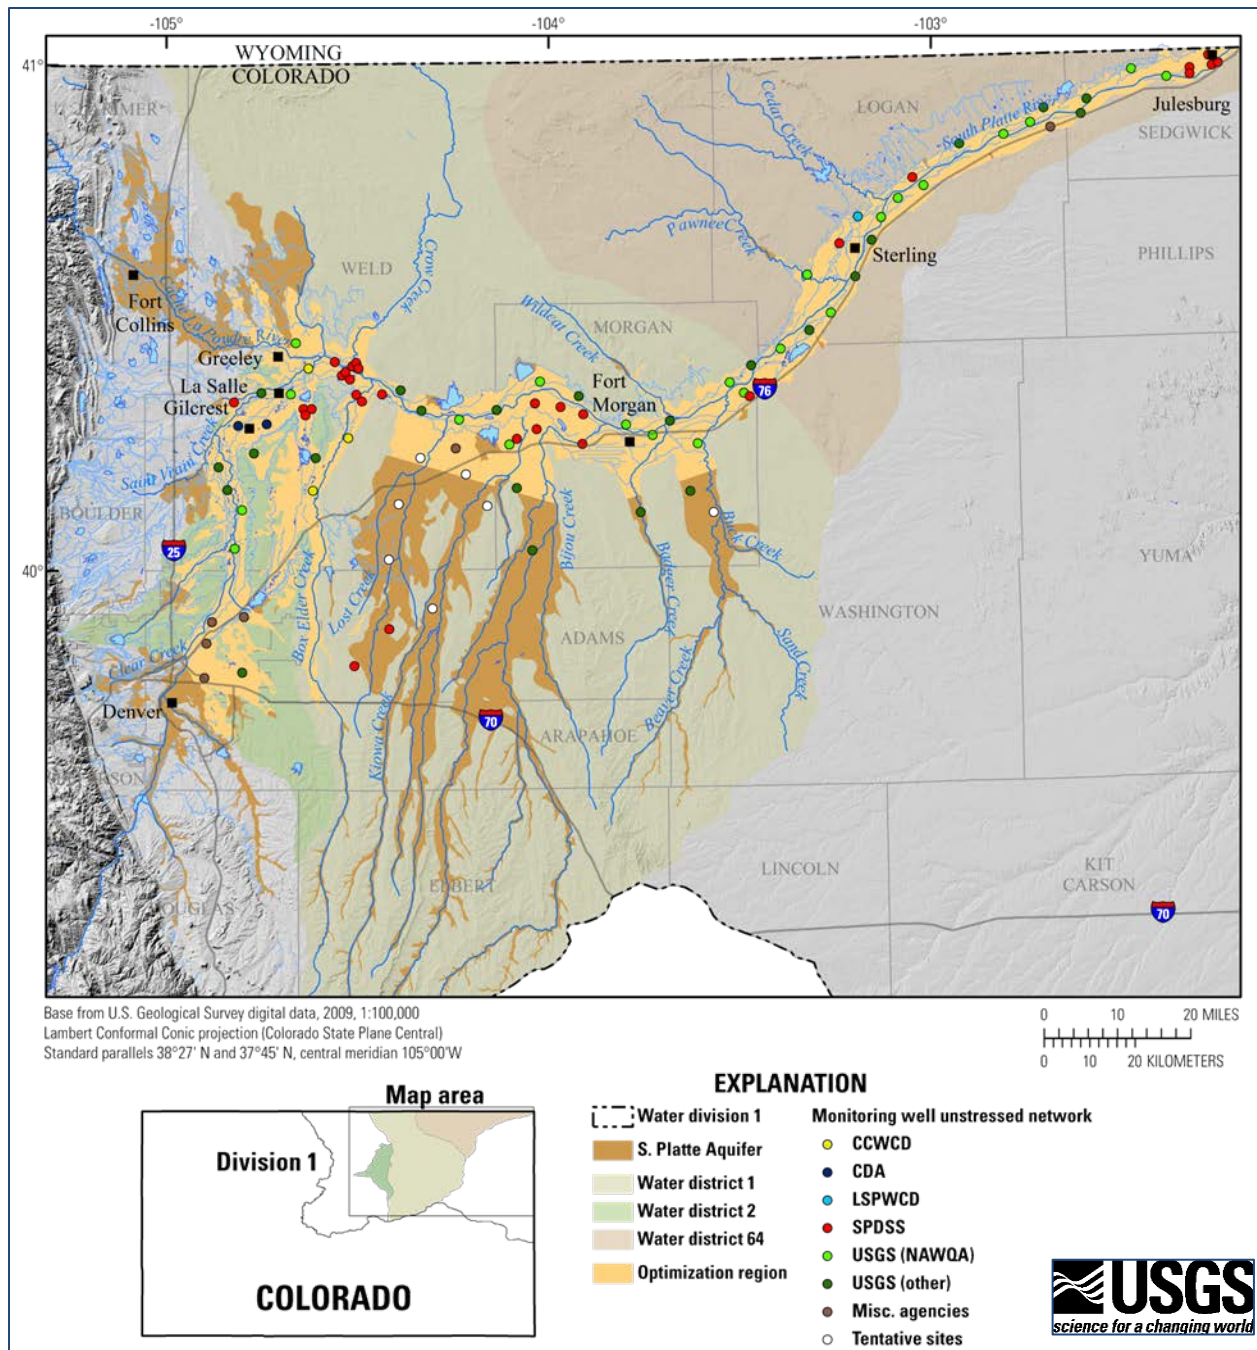 -105°
-104°
-103°
41°
WYOMING
COLORADO
LARIMER
LOGAN
Cedar Creek
South Platte River
Julesburg
SEDGWICK
Pawnee Creek
Crow Creek
WELD
Sterling
PHILLIPS
Fort
Collins
Cache La Poudre River
Wildcat Creek
MORGAN
Greeley
La Salle
Gilcrest
Fort
Morgan
76
Saint Vrain Creek
BOULDER
25
Bijou Creek
Buck Creek
YUMA
40°
Lost Creek
Box Elder Creek
Badger Creek
WASHINGTON
ADAMS
Sand Creek
Clear Creek
Beaver Creek
Denver
Kiowa Creek
70
ARAPAHOE
JEFFERSON
ELBERT
LINCOLN
KIT
CARSON
DOUGLAS
70
Base from U.S. Geological Survey digital data, 2009, 1:100,000
Lambert Conformal Conic projection (Colorado State Plane Central)
Standard parallels 38°27' N and 37°45' N, central meridian 105°00'W
0 10 20 MILES
0 10 20 KILOMETERS
Map area
Division 1
COLORADO
EXPLANATION
Water division 1
S. Platte Aquifer
Water district 1
Water district 2
Water district 64
Optimization region
Monitoring well unstressed network
CCWCD
CDA
LSPWCD
SPDSS
USGS (NAWQA)
USGS (other)
Misc. agencies
Tentative sites
USGS
science for a changing world